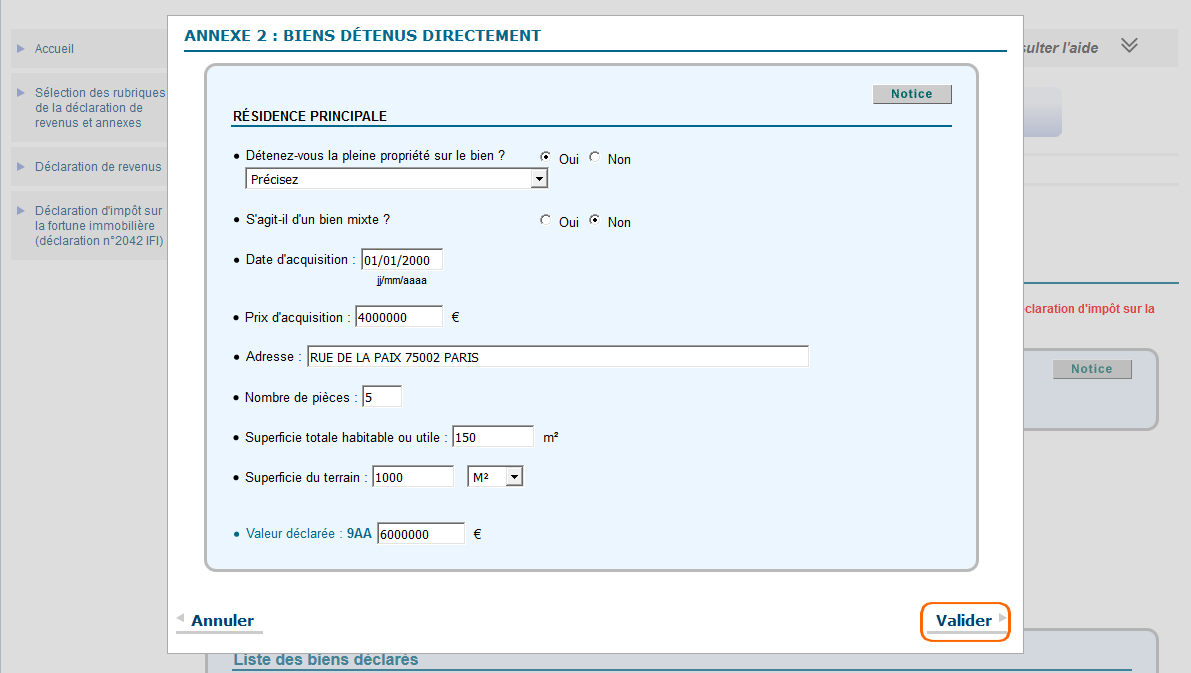 ANNEXE 2 : BIENS DÉTENUS DIRECTEMENT
Accueil
Sélection des rubriques
de la déclaration de
revenus et annexes
Déclaration de revenus
Déclaration d'impôt sur
la fortune immobilière
(déclaration n°2042 IFI)
l'aide
Notice
RÉSIDENCE PRINCIPALE
• Détenez-vous la pleine propriété sur le bien ? Oui Non
Précisez
• S'agit-il d'un bien mixte ? Oui Non
• Date d'acquisition : 01/01/2000
jj/mm/aaaa
• Prix d'acquisition : 4000000 €
• Adresse : RUE DE LA PAIX 75002 PARIS
• Nombre de pièces : 5
• Superficie totale habitable ou utile : 150 m²
• Superficie du terrain : 1000 M²
• Valeur déclarée : 9AA 6000000 €
d'impôt sur la
Notice
Annuler
Valider
Liste des biens déclarés